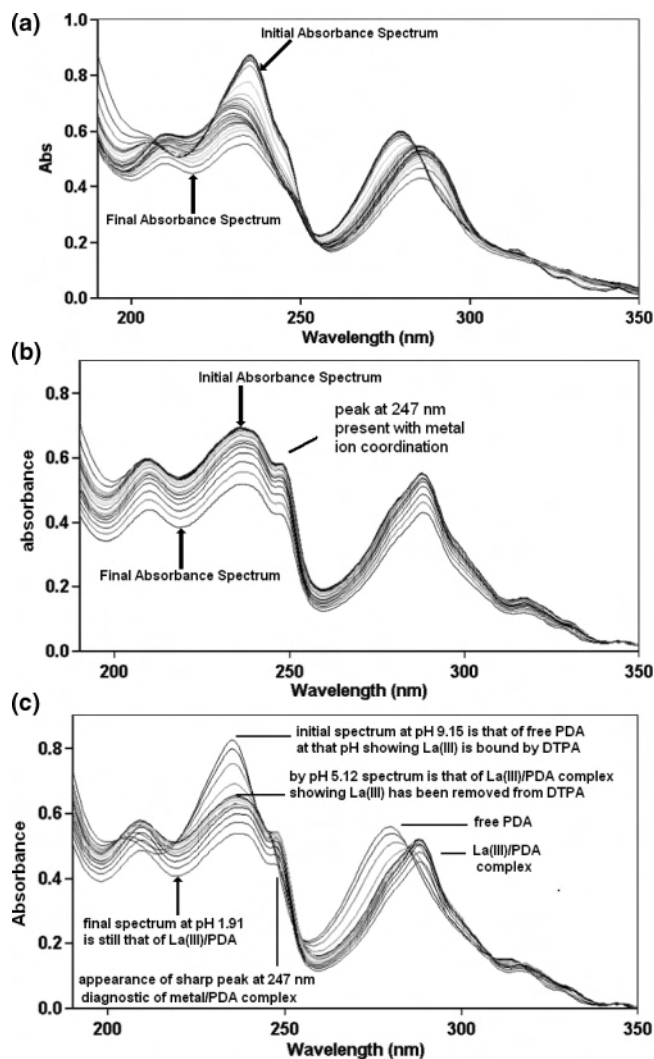 (a)
Initial Absorbance Spectrum
1.0
0.8
0.6
0.4
0.2
0.0
Abs
Final Absorbance Spectrum
200
250
300
350
Wavelength (nm)
(b)
Initial Absorbance Spectrum
peak at 247 nm
present with metal
ion coordination
0.8
0.6
0.4
0.2
0.0
absorbance
Final Absorbance Spectrum
200
250
300
350
Wavelength (nm)
(c)
initial spectrum at pH 9.15 is that of free PDA
at that pH showing La(III) is bound by DTPA
by pH 5.12 spectrum is that of La(III)/PDA complex
showing La(III) has been removed from DTPA
free PDA
La(III)/PDA
complex
0.8
0.6
0.4
0.2
0.0
Absorbance
final spectrum at pH 1.91
is still that of La(III)/PDA
appearance of sharp peak at 247 nm
diagnostic of metal/PDA complex
200
250
300
350
Wavelength (nm)